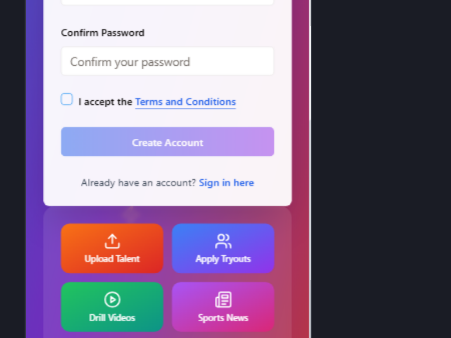 Confirm Password
Confirm your password
I accept the Terms and Conditions
Create Account
Already have an account? Sign in here
Upload Talent
Apply Tryouts
Drill Videos
Sports News